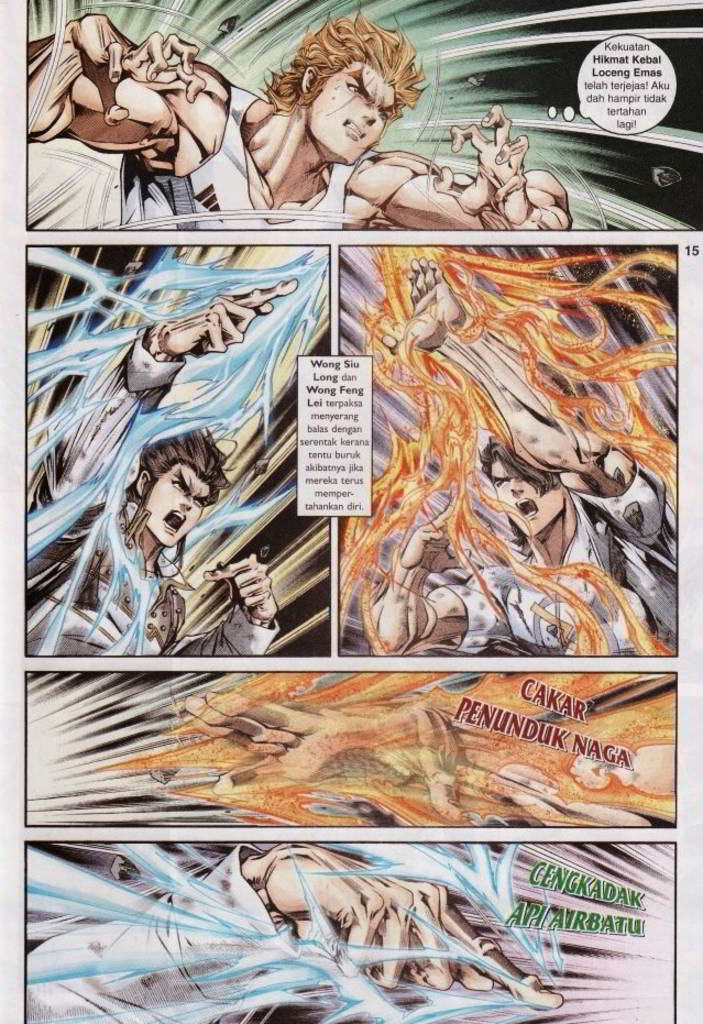 Kekuatan
Hikmat Kebal
Loceng Emas
telah terjejas! Aku
dah hampir tidak
tertahan
lagi!
15
Wong Siu
Long dan
Wong Feng
Lei terpaksa
menyerang
balas dengan
serentak kerana
tentu buruk
akibatnya jika
mereka terus
memper-
tahankan diri.
CAKAR
PENUNDUK NAGA
CENGKADAK
API AIRBATU